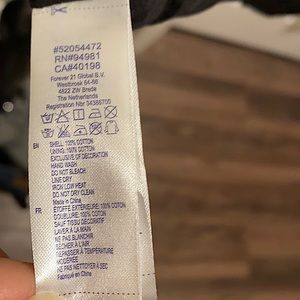 #52054472
RN#94981
CA#40198
Forever 21 Global B.V.
Westbroek 64-66
4822 ZW Breda
The Netherlands
Registration Nbr 34388700
EN
SHELL: 100% COTTON
LINING: 100% COTTON
EXCLUSIVE OF DECORATION
HAND WASH
DO NOT BLEACH
LINE DRY
IRON LOW HEAT
DO NOT DRY CLEAN
Made in China
FR
ÉTOFFE EXTÉRIEURE: 100% COTON
DOUBLURE: 100% COTON
SAUF TISSU DÉCORATIF
LAVER À LA MAIN
NE PAS BLANCHIR
SÉCHER À L'AIR
REPASSER À TEMPÉRATURE
MODÉRÉE
NE PAS NETTOYER À SEC
Fabriqué en Chine